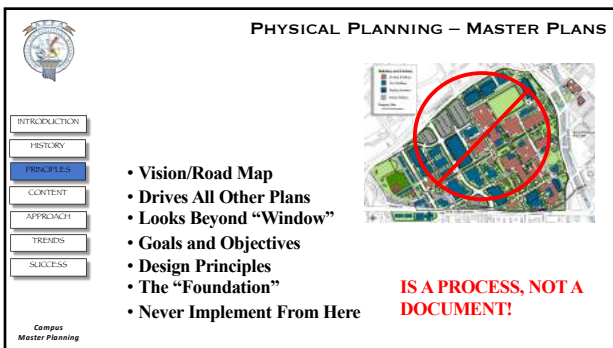 PHYSICAL PLANNING – MASTER PLANS
INTRODUCTION
HISTORY
PRINCIPLES
CONTENT
APPROACH
TRENDS
SUCCESS
Campus
Master Planning
• Vision/Road Map
• Drives All Other Plans
• Looks Beyond “Window”
• Goals and Objectives
• Design Principles
• The “Foundation”
• Never Implement From Here
IS A PROCESS, NOT A
DOCUMENT!